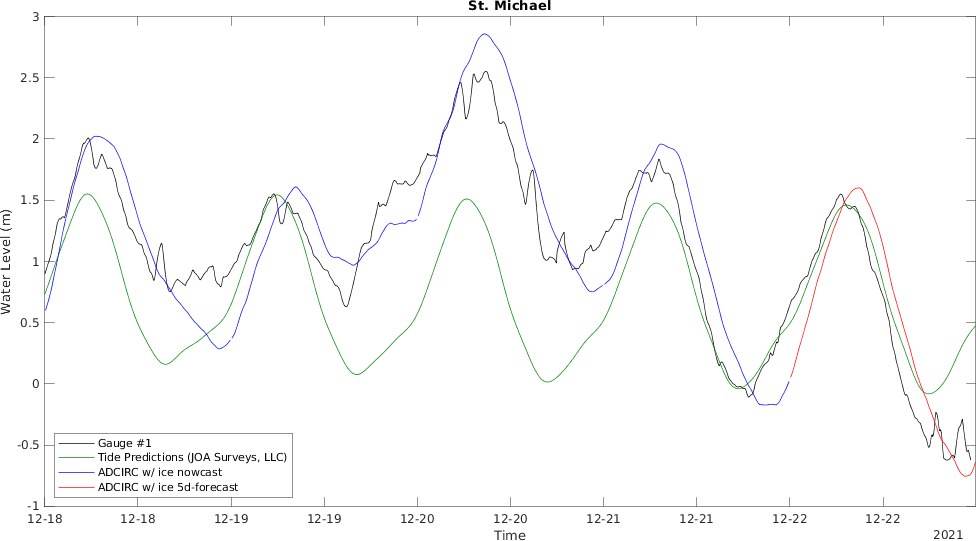 St. Michael
3
2.5
2
1.5
1
0.5
0
-0.5
-1
Water Level (m)
Gauge #1
Tide Predictions (JOA Surveys, LLC)
ADCIRC w/ ice nowcast
ADCIRC w/ ice 5d-forecast
12-18 12-18 12-19 12-19 12-20 12-20 12-21 12-21 12-22 12-22
Time
2021